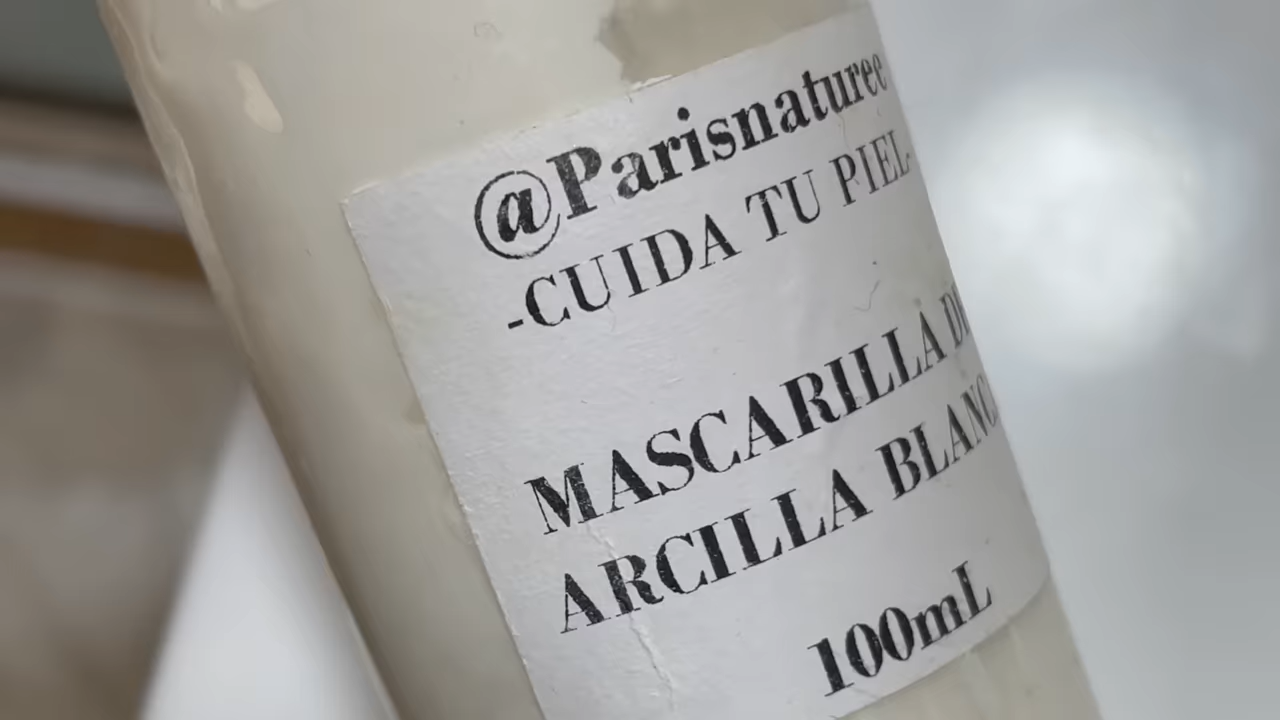 @Parisnaturee
-CUIDA TU PIEL
MASCARILLA
ARCILLA
100mL